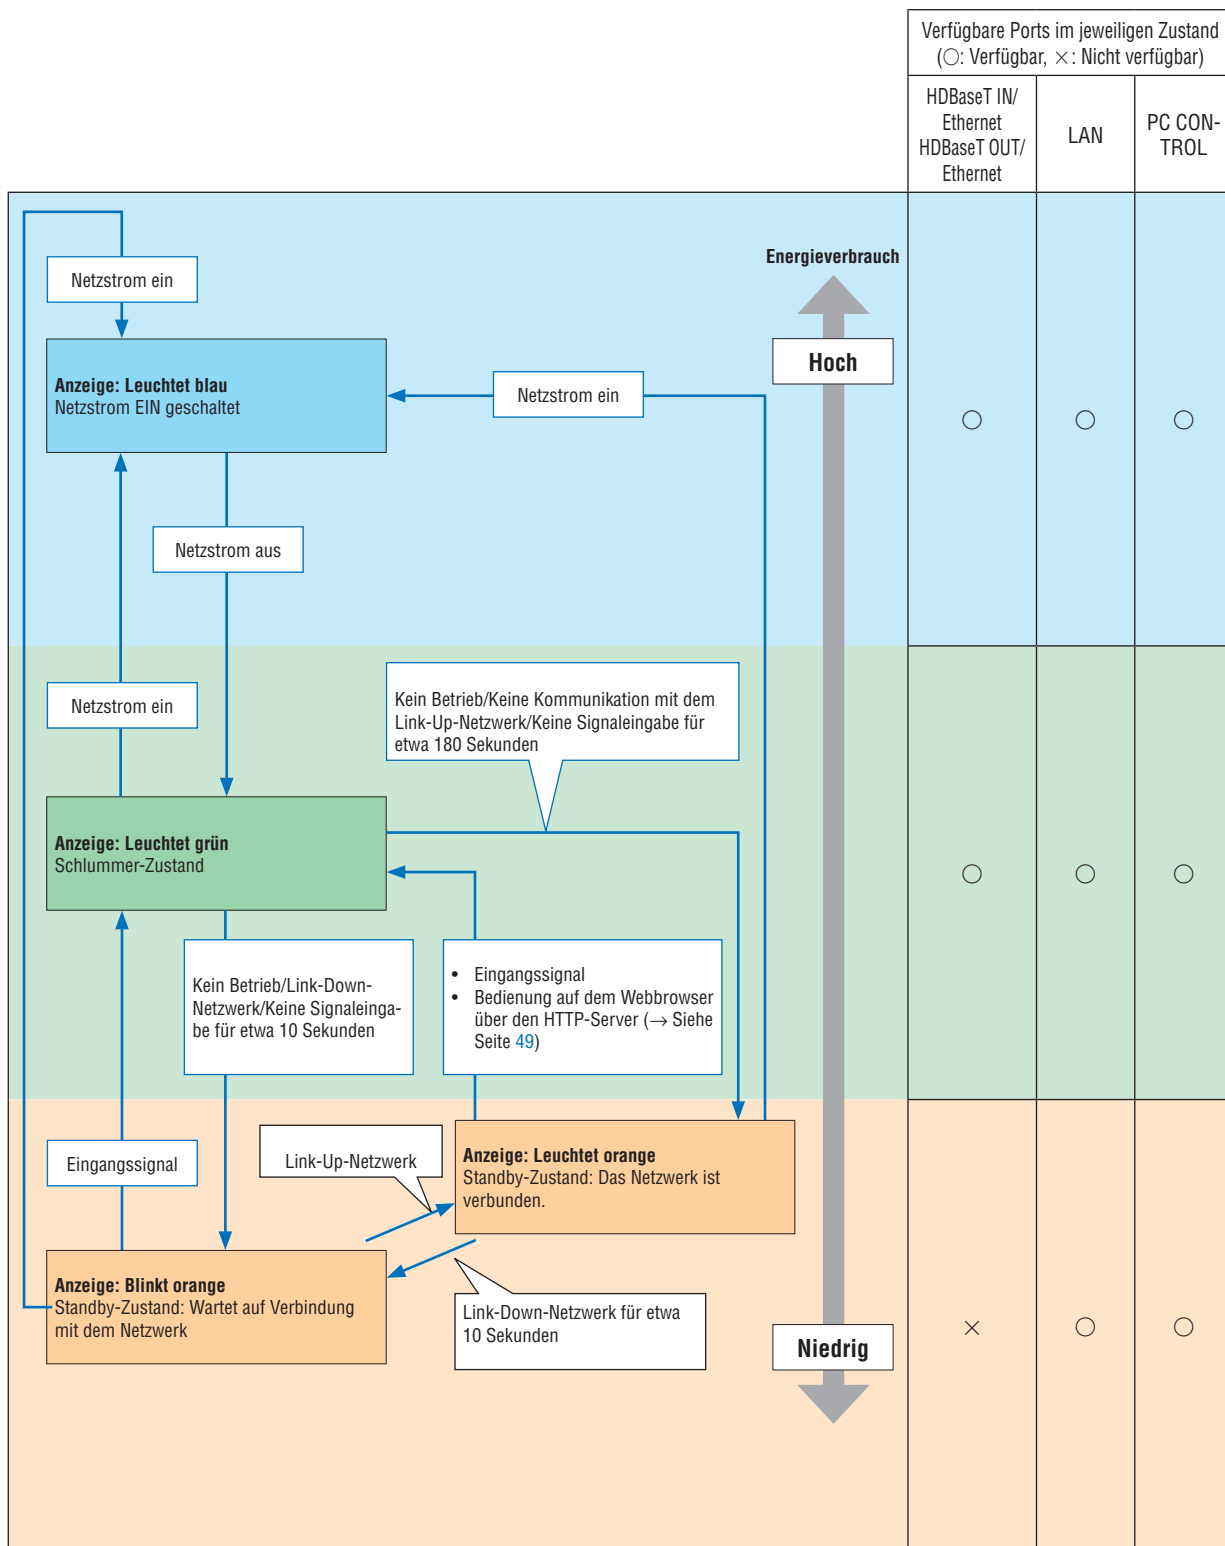 Verfügbare Ports im jeweiligen Zustand
(○: Verfügbar, ×: Nicht verfügbar)
HDBaseT IN/
Ethernet
HDBaseT OUT/
Ethernet
LAN
PC CON-
TROL
Netzstrom ein
Energieverbrauch
Hoch
Anzeige: Leuchtet blau
Netzstrom EIN geschaltet
Netzstrom ein
○ ○ ○
Netzstrom aus
Netzstrom ein
Kein Betrieb/Keine Kommunikation mit dem
Link-Up-Netzwerk/Keine Signaleingabe für
etwa 180 Sekunden
Anzeige: Leuchtet grün
Schlummer-Zustand
○ ○ ○
Kein Betrieb/Link-Down-
Netzwerk/Keine Signaleinga-
be für etwa 10 Sekunden
• Eingangssignal
• Bedienung auf dem Webbrowser
über den HTTP-Server (→ Siehe
Seite 49)
Eingangssignal
Link-Up-Netzwerk
Anzeige: Leuchtet orange
Standby-Zustand: Das Netzwerk ist
verbunden.
Anzeige: Blinkt orange
Standby-Zustand: Wartet auf Verbindung
mit dem Netzwerk
Link-Down-Netzwerk für etwa
10 Sekunden
Niedrig
× ○ ○